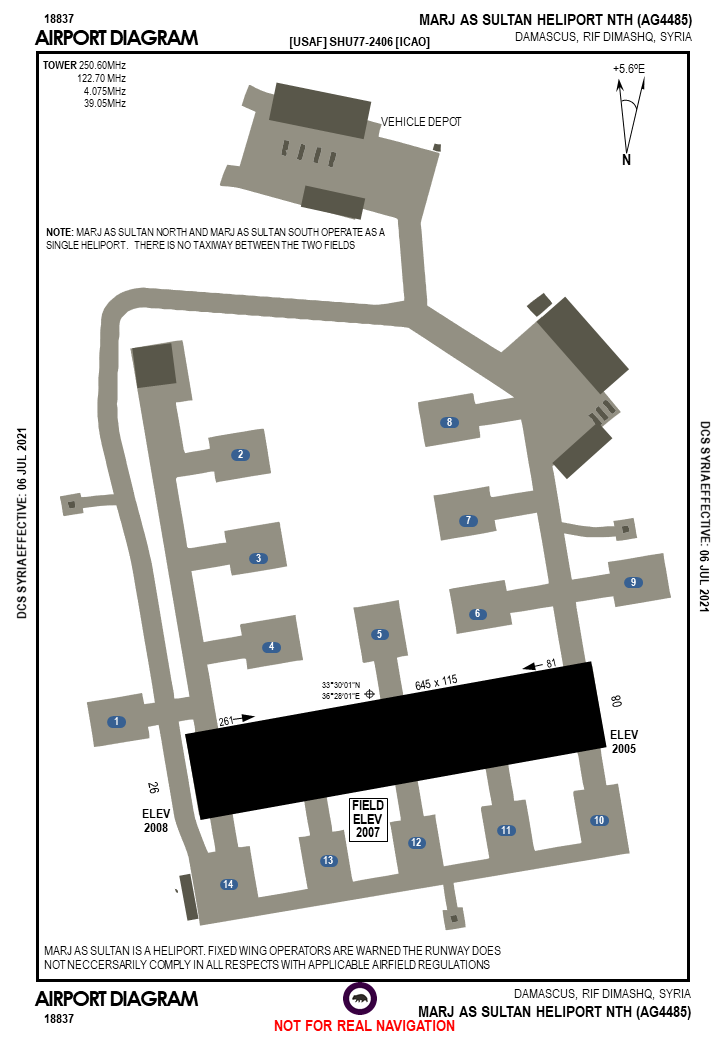 18837
MARJ AS SULTAN HELIPORT NTH (AG4485)
AIRPORT DIAGRAM
[USAF] SHU77-2406 [ICAO]
DAMASCUS, RIF DIMASHQ, SYRIA
TOWER 250.60MHz
122.70 MHz
4.075MHz
39.05MHz
+5.6ºE
N
VEHICLE DEPOT
NOTE: MARJ AS SULTAN NORTH AND MARJ AS SULTAN SOUTH OPERATE AS A
SINGLE HELIPORT. THERE IS NO TAXIWAY BETWEEN THE TWO FIELDS
8
2
7
3
9
6
5
4
DCS SYRIA EFFECTIVE: 06 JUL 2021
DCS SYRIA EFFECTIVE: 06 JUL 2021
81
645 x 115
33°30'01"N
36°28'01"E
261
1
80
ELEV
2005
26
ELEV
2008
FIELD
ELEV
2007
10
11
12
13
14
MARJ AS SULTAN IS A HELIPORT. FIXED WING OPERATORS ARE WARNED THE RUNWAY DOES
NOT NECCERSARILY COMPLY IN ALL RESPECTS WITH APPLICABLE AIRFIELD REGULATIONS
AIRPORT DIAGRAM
DAMASCUS, RIF DIMASHQ, SYRIA
18837
MARJ AS SULTAN HELIPORT NTH (AG4485)
NOT FOR REAL NAVIGATION